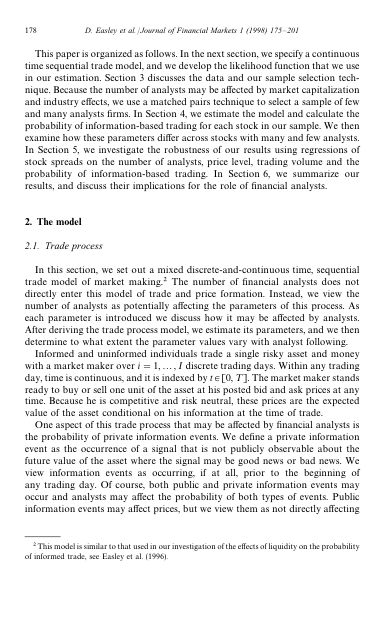 178 D. Easley et al. / Journal of Financial Markets 1 (1998) 175–201
This paper is organized as follows. In the next section, we specify a continuous
time sequential trade model, and we develop the likelihood function that we use
in our estimation. Section 3 discusses the data and our sample selection tech-
nique. Because the number of analysts may be affected by market capitalization
and industry effects, we use a matched pairs technique to select a sample of few
and many analysts firms. In Section 4, we estimate the model and calculate the
probability of information-based trading for each stock in our sample. We then
examine how these parameters differ across stocks with many and few analysts.
In Section 5, we investigate the robustness of our results using regressions of
stock spreads on the number of analysts, price level, trading volume and the
probability of information-based trading. In Section 6, we summarize our
results, and discuss their implications for the role of financial analysts.
2. The model
2.1. Trade process
In this section, we set out a mixed discrete-and-continuous time, sequential
trade model of market making.² The number of financial analysts does not
directly enter this model of trade and price formation. Instead, we view the
number of analysts as potentially affecting the parameters of this process. As
each parameter is introduced we discuss how it may be affected by analysts.
After deriving the trade process model, we estimate its parameters, and we then
determine to what extent the parameter values vary with analyst following.
Informed and uninformed individuals trade a single risky asset and money
with a market maker over i = 1, … , I discrete trading days. Within any trading
day, time is continuous, and it is indexed by t∈[0, T]. The market maker stands
ready to buy or sell one unit of the asset at his posted bid and ask prices at any
time. Because he is competitive and risk neutral, these prices are the expected
value of the asset conditional on his information at the time of trade.
One aspect of this trade process that may be affected by financial analysts is
the probability of private information events. We define a private information
event as the occurrence of a signal that is not publicly observable about the
future value of the asset where the signal may be good news or bad news. We
view information events as occurring, if at all, prior to the beginning of
any trading day. Of course, both public and private information events may
occur and analysts may affect the probability of both types of events. Public
information events may affect prices, but we view them as not directly affecting
² This model is similar to that used in our investigation of the effects of liquidity on the probability
of informed trade, see Easley et al. (1996).